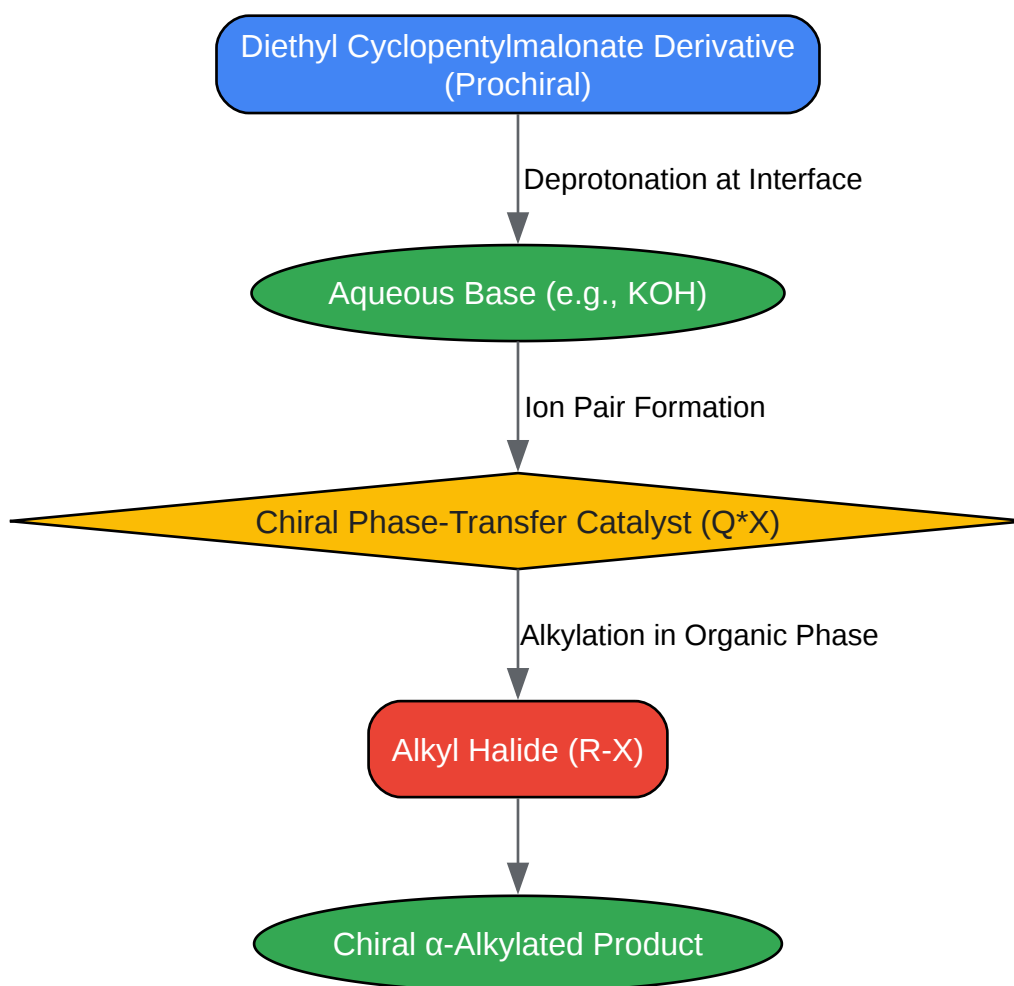 Diethyl Cyclopentylmalonate Derivative
(Prochiral)
Deprotonation at Interface
Aqueous Base (e.g., KOH)
Ion Pair Formation
Chiral Phase-Transfer Catalyst (Q*X)
Alkylation in Organic Phase
Alkyl Halide (R-X)
Chiral α-Alkylated Product